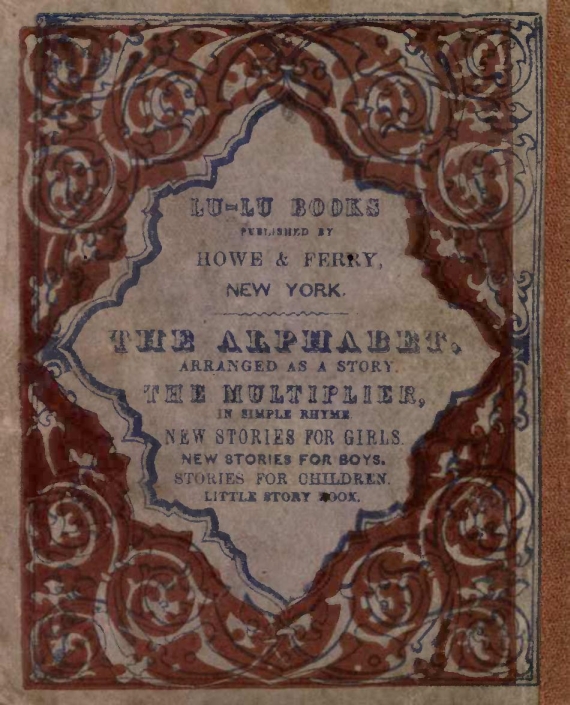 LU-LU BOOKS
PUBLISHED BY
HOWE & FERRY,
NEW YORK.
THE ALPHABET.
ARRANGED AS A STORY.
THE MULTIPLIER,
IN SIMPLE RHYME
NEW STORIES FOR GIRLS.
NEW STORIES FOR BOYS.
STORIES FOR CHILDREN.
LITTLE STORY BOOK.